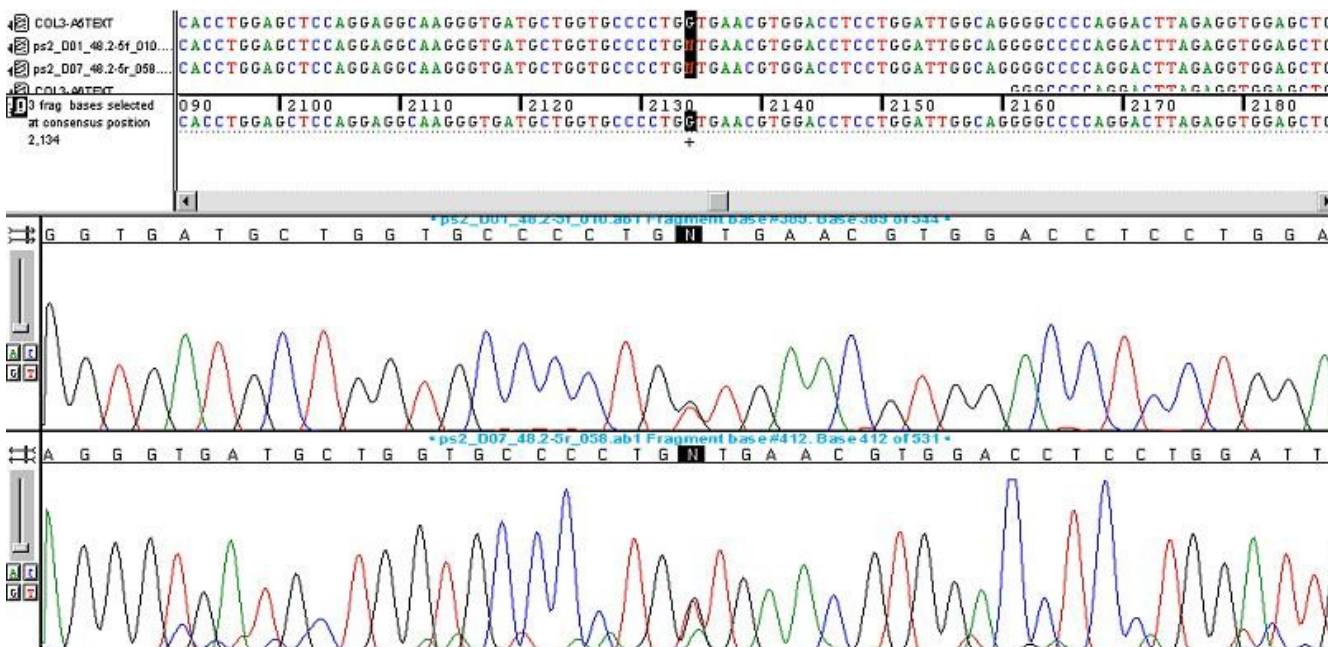 COL3-A6TEXT CACCTGGAGCTCCAGGAGGCAAGGGTGATGCTGGTGCCCCTGGTGAACGTGGACCTCCTGGATTGGCAGGGGCCCCAGGACTTAGAGGTGGAGCTC
ps2_D01_48.2-5f_010.... CACCTGGAGCTCCAGGAGGCAAGGGTGATGCTGGTGCCCCTGNTGAACGTGGACCTCCTGGATTGGCAGGGGCCCCAGGACTTAGAGGTGGAGCTC
ps2_D07_48.2-5r_058.... CACCTGGAGCTCCAGGAGGCAAGGGTGATGCTGGTGCCCCTGNTGAACGTGGACCTCCTGGATTGGCAGGGGCCCCAGGACTTAGAGGTGGAGCTC
COL3-A6TEXT GGGCCCCAGGACTTAGAGGTGGAGCTC
3 frag bases selected 090 2100 2110 2120 2130 2140 2150 2160 2170 2180
at consensus position CACCTGGAGCTCCAGGAGGCAAGGGTGATGCTGGTGCCCCTGGTGAACGTGGACCTCCTGGATTGGCAGGGGCCCCAGGACTTAGAGGTGGAGCTC
2,134 +
• ps2_D01_48.2-5f_010.ab1 Fragment base #389. Base 389 of 544 •
G G T G A T G C T G G T G C C C C T G N T G A A C G T G G A C C T C C T G G A
A C
G T
• ps2_D07_48.2-5r_058.ab1 Fragment base #412. Base 412 of 531 •
A G G G T G A T G C T G G T G C C C C T G N T G A A C G T G G A C C T C C T G G A T T
A C
G T